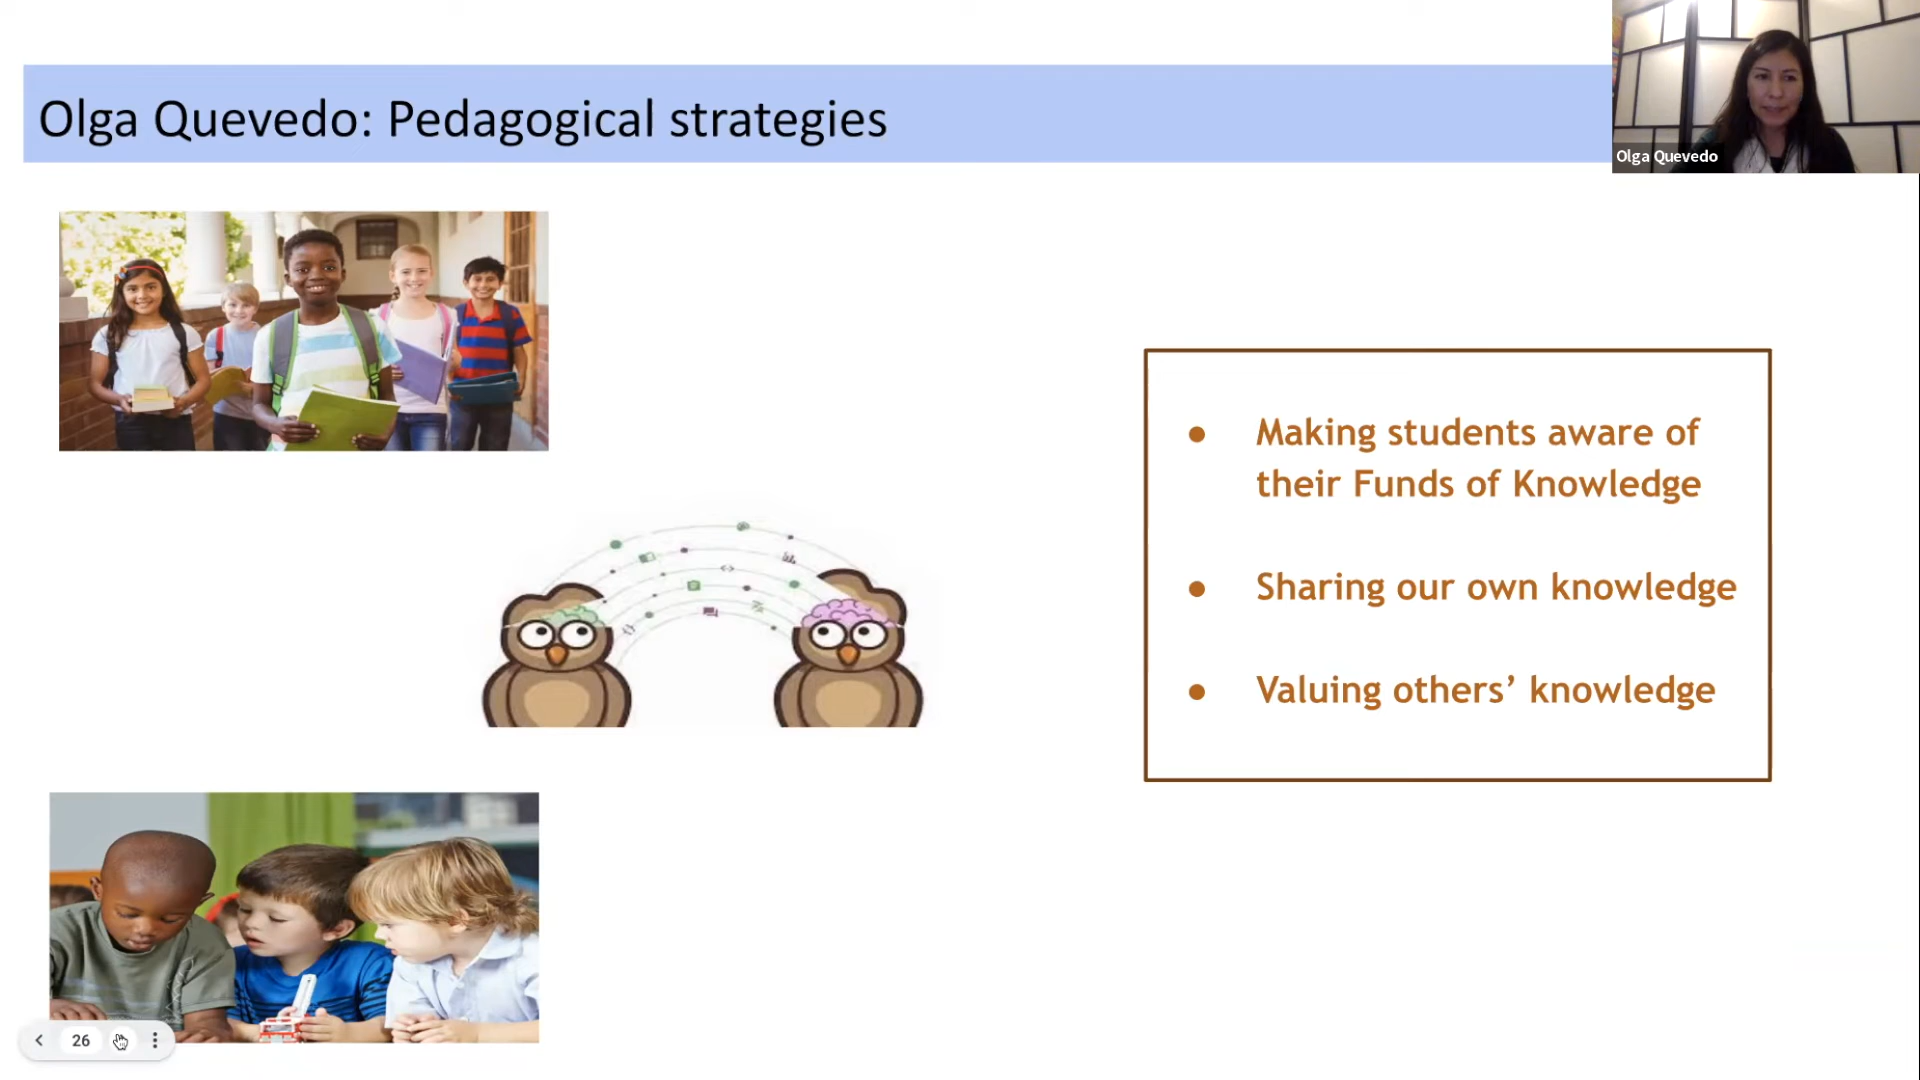 Olga Quevedo: Pedagogical strategies
Olga Quevedo
● Making students aware of
their Funds of Knowledge
● Sharing our own knowledge
● Valuing others’ knowledge
26